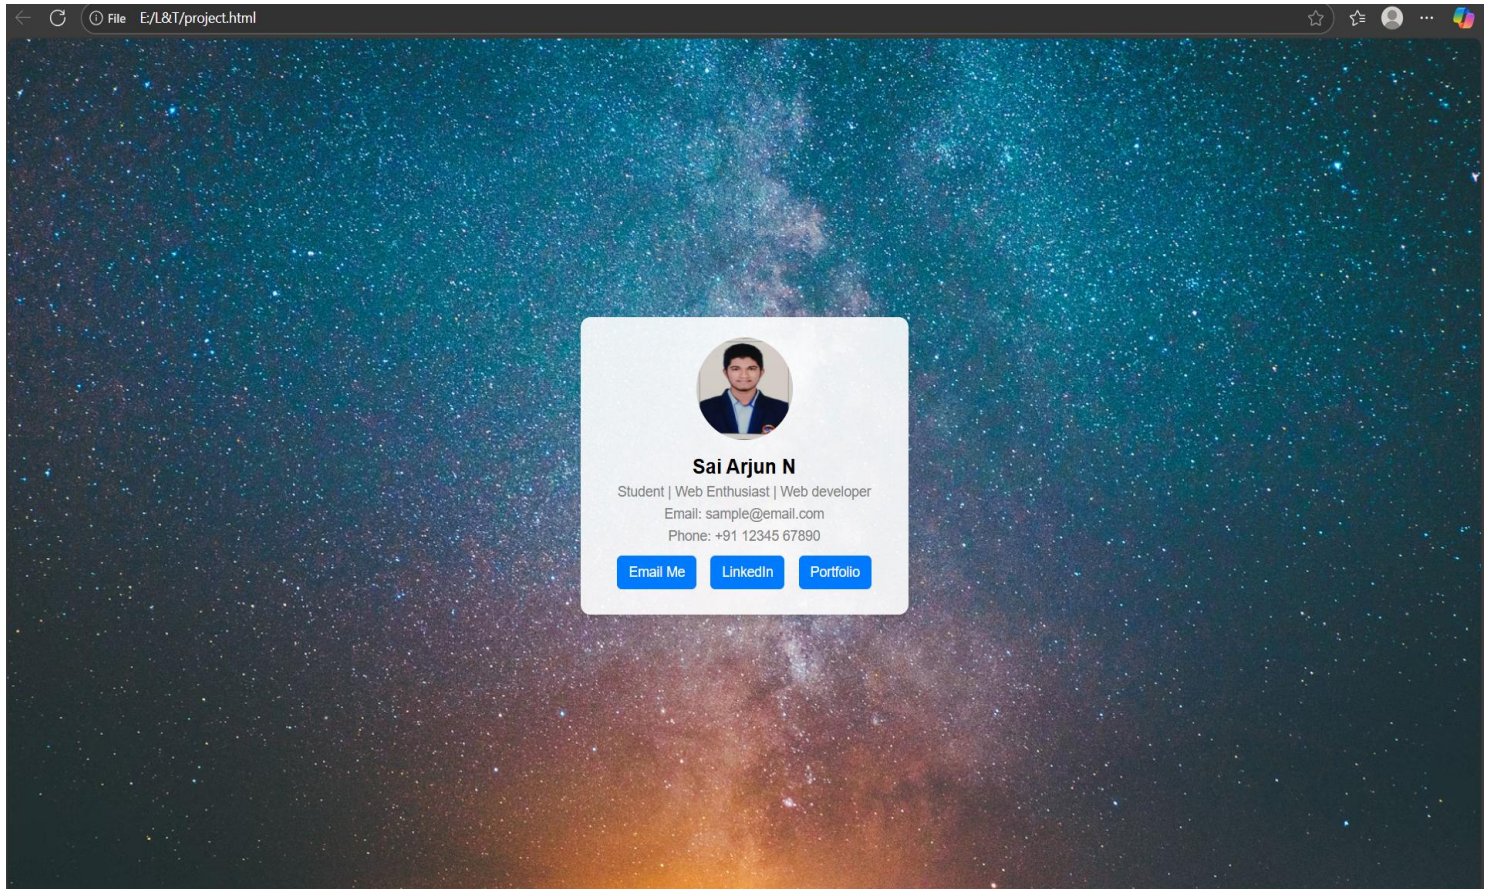 File E:/L&T/project.html
Sai Arjun N
Student | Web Enthusiast | Web developer
Email: sample@email.com
Phone: +91 12345 67890
Email Me LinkedIn Portfolio